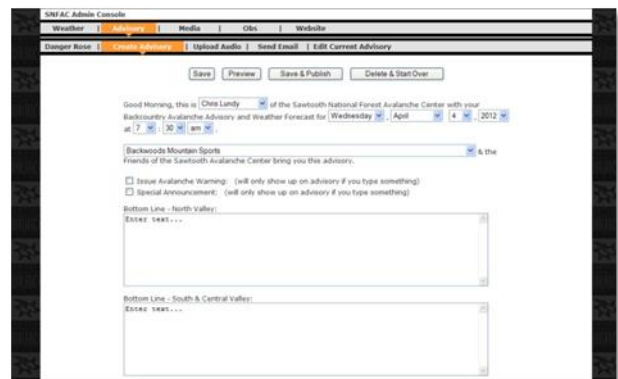 SNFAC Admin Console
Weather | Advisory | Media | Obs | Website
Danger Rose | Create Advisory | Upload Audio | Send Email | Edit Current Advisory
Save Preview Save & Publish Delete & Start Over
Good Morning, this is Chris Lundy of the Sawtooth National Forest Avalanche Center with your
Backcountry Avalanche Advisory and Weather Forecast for Wednesday , April 4 , 2012
at 7 : 30 am .
Backwoods Mountain Sports & the
Friends of the Sawtooth Avalanche Center bring you this advisory.
Issue Avalanche Warning: (will only show up on advisory if you type something)
Special Announcement: (will only show up on advisory if you type something)
Bottom Line - North Valley:
Enter text...
Bottom Line - South & Central Valley:
Enter text...